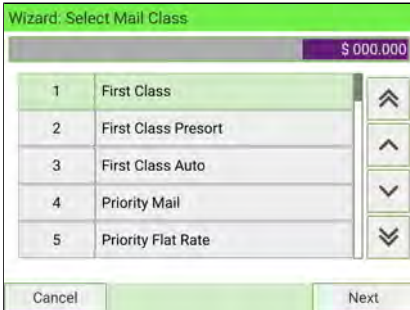 Wizard: Select Mail Class
$ 000.000
1 First Class
2 First Class Presort
3 First Class Auto
4 Priority Mail
5 Priority Flat Rate
Cancel Next